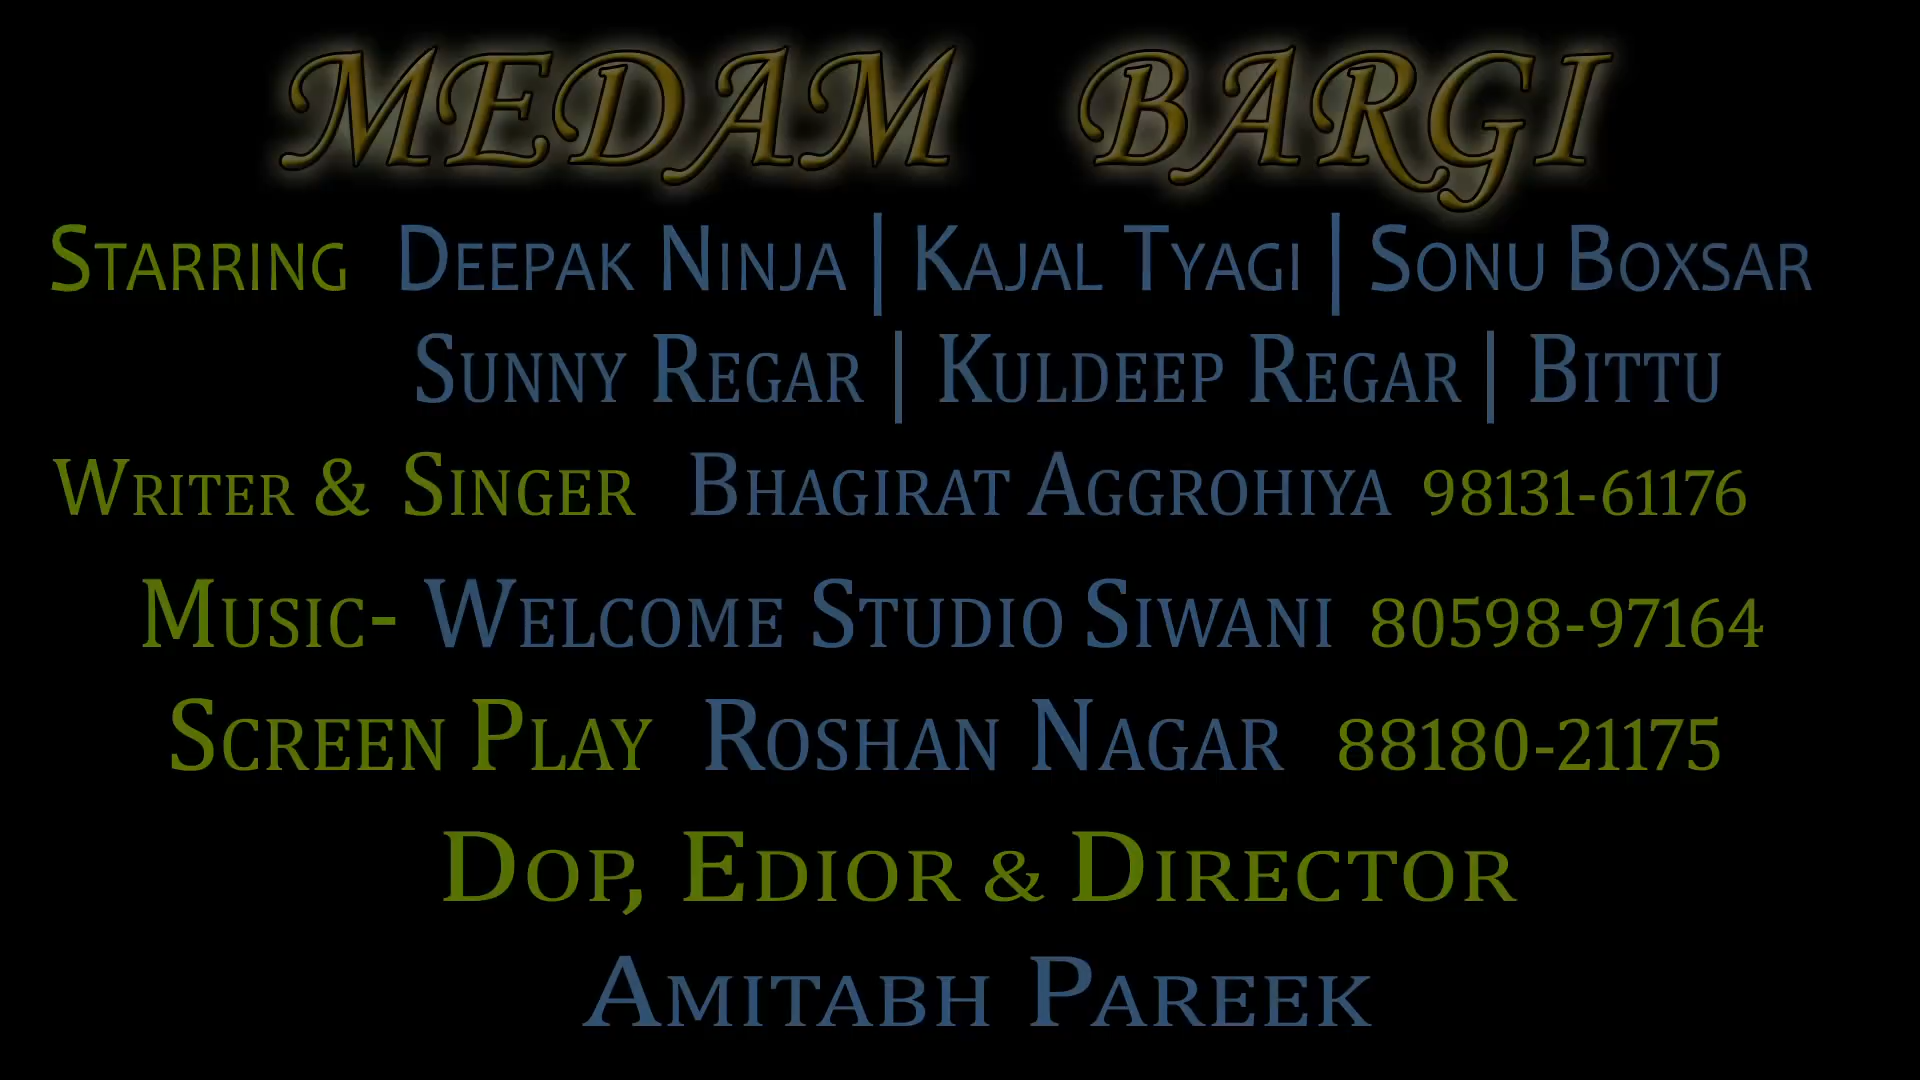 MEDAM BARGI
STARRING DEEPAK NINJA | KAJAL TYAGI | SONU BOXSAR
SUNNY REGAR | KULDEEP REGAR | BITTU
WRITER & SINGER BHAGIRAT AGGROHIYA 98131-61176
MUSIC- WELCOME STUDIO SIWANI 80598-97164
SCREEN PLAY ROSHAN NAGAR 88180-21175
DOP, EDIOR & DIRECTOR
AMITABH PAREEK